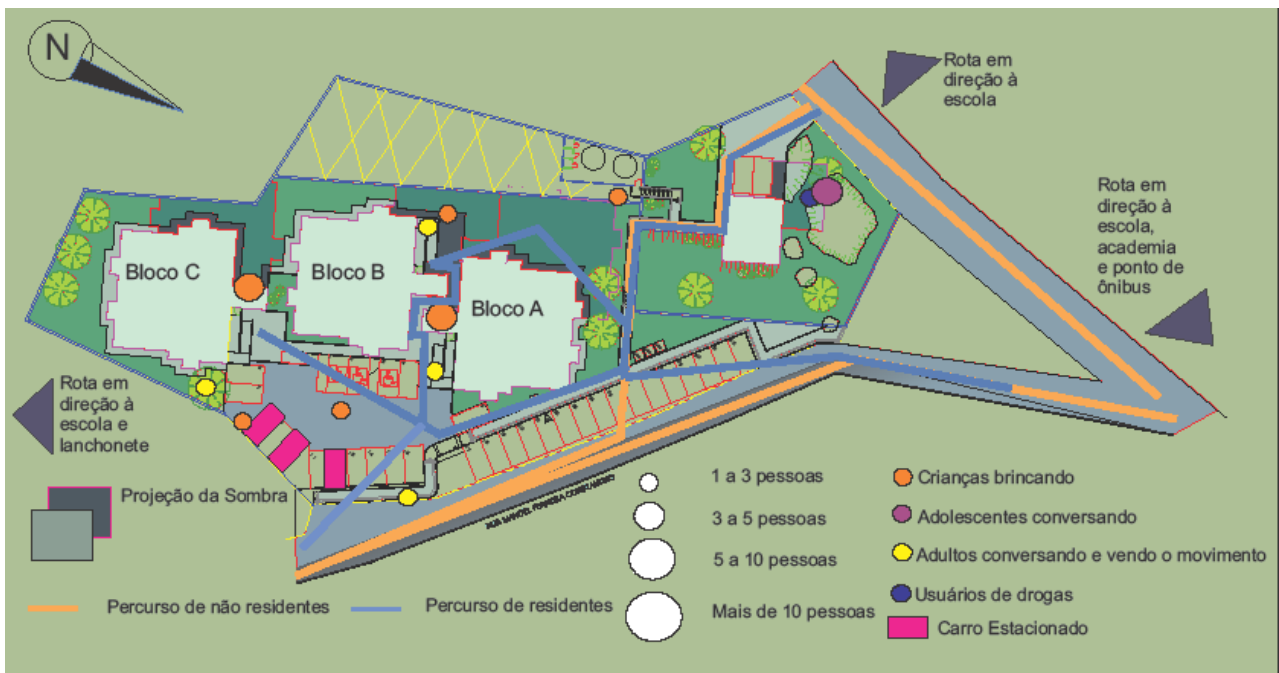 N
Rota em
direção à
escola
Rota em
direção à
escola,
academia
e ponto de
ônibus
Bloco C
Bloco B
Bloco A
Rota em
direção à
escola e
lanchonete
Projeção da Sombra
Percurso de não residentes
Percurso de residentes
1 a 3 pessoas
3 a 5 pessoas
5 a 10 pessoas
Mais de 10 pessoas
Crianças brincando
Adolescentes conversando
Adultos conversando e vendo o movimento
Usuários de drogas
Carro Estacionado
RUA